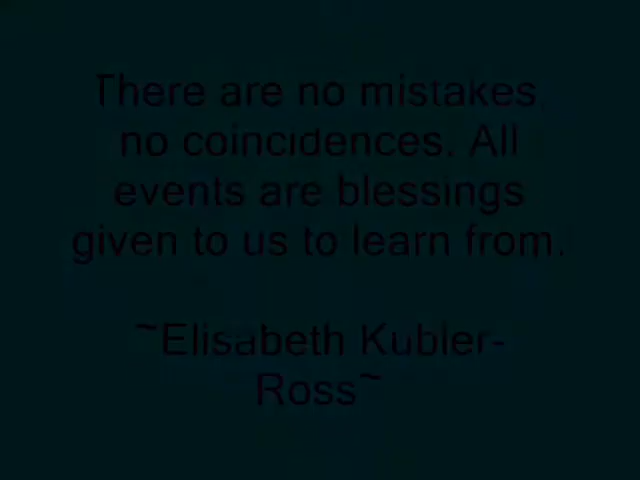 There are no mistakes
no coincidences. All
events are blessings
given to us to learn from.
~Elisabeth Kubler-
Ross~